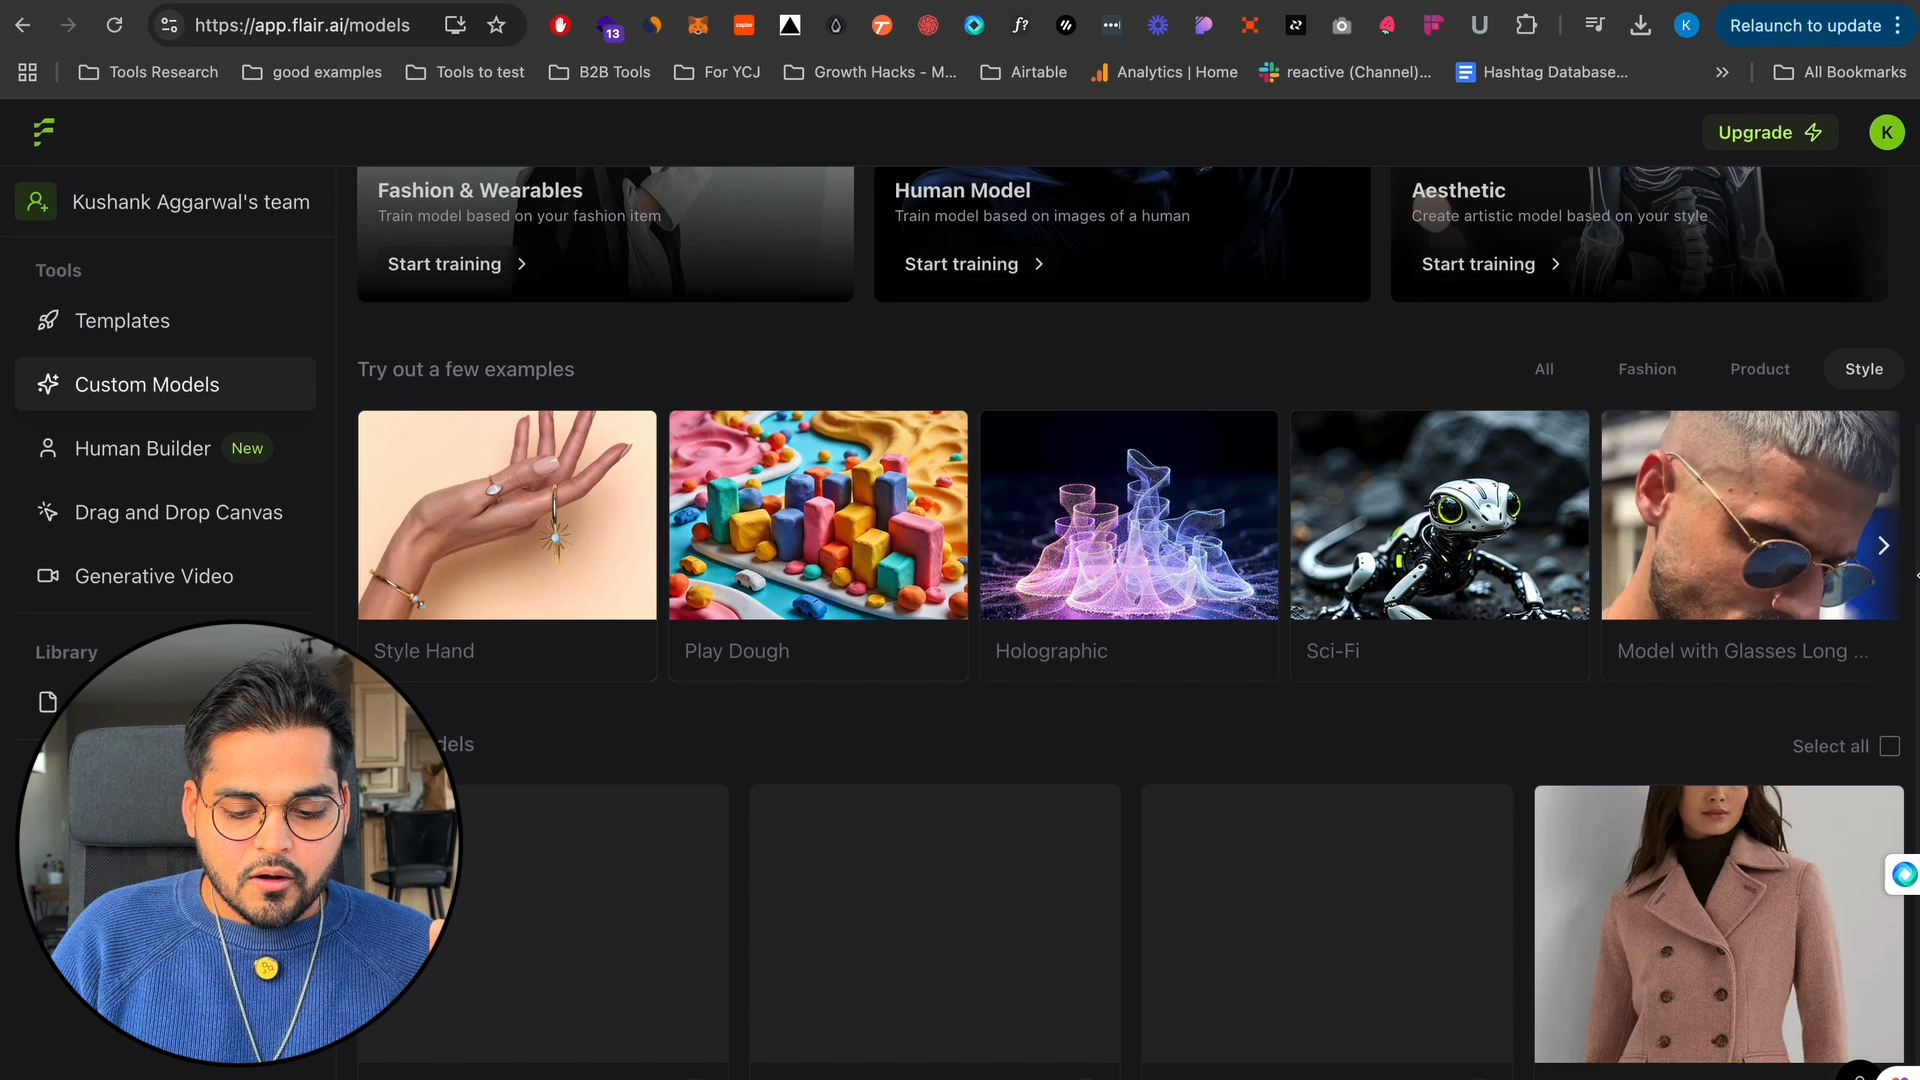 https://app.flair.ai/models
13
zapier
f?
U
K
Relaunch to update
Tools Research
good examples
Tools to test
B2B Tools
For YCJ
Growth Hacks - M...
Airtable
Analytics | Home
reactive (Channel)...
Hashtag Database...
All Bookmarks
Upgrade
K
Kushank Aggarwal's team
Tools
Templates
Custom Models
Human Builder New
Drag and Drop Canvas
Generative Video
Library
Fashion & Wearables
Train model based on your fashion item
Start training
Human Model
Train model based on images of a human
Start training
Aesthetic
Create artistic model based on your style
Start training
Try out a few examples
All
Fashion
Product
Style
Style Hand
Play Dough
Holographic
Sci-Fi
Model with Glasses Long ...
dels
Select all